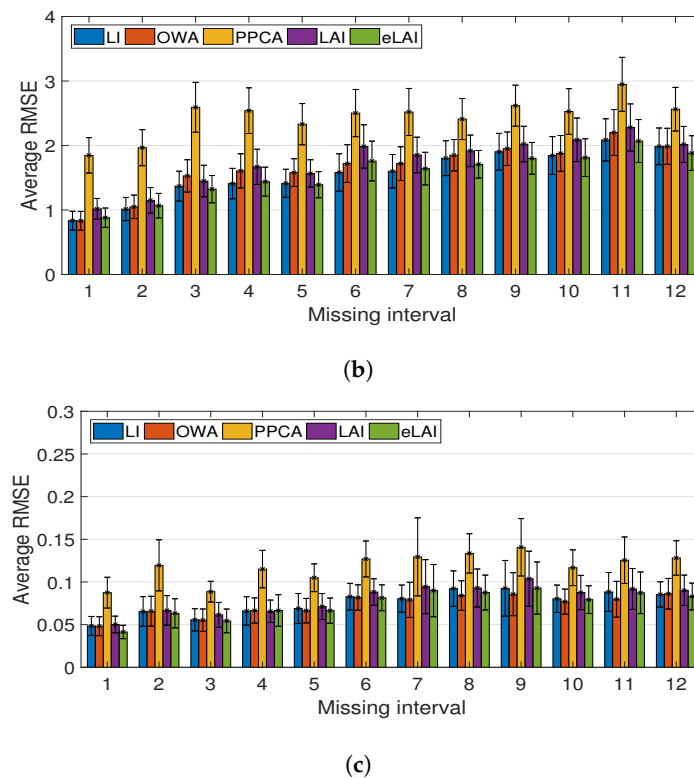 4
3
2
1
0
Average RMSE
LI OWA PPCA LAI eLAI
1 2 3 4 5 6 7 8 9 10 11 12
Missing interval
(b)
0.3
0.25
0.2
0.15
0.1
0.05
0
Average RMSE
LI OWA PPCA LAI eLAI
1 2 3 4 5 6 7 8 9 10 11 12
Missing interval
(c)